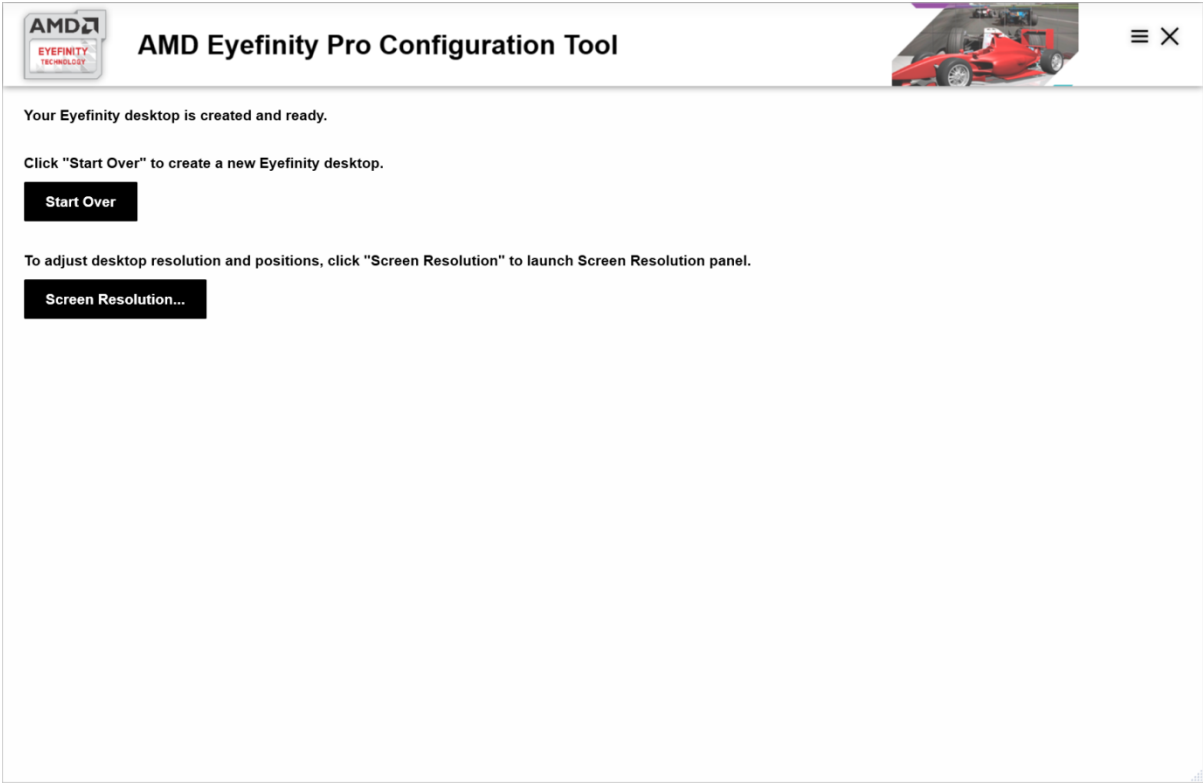 AMD
EYEFINITY
TECHNOLOGY
AMD Eyefinity Pro Configuration Tool
Your Eyefinity desktop is created and ready.
Click "Start Over" to create a new Eyefinity desktop.
Start Over
To adjust desktop resolution and positions, click "Screen Resolution" to launch Screen Resolution panel.
Screen Resolution...